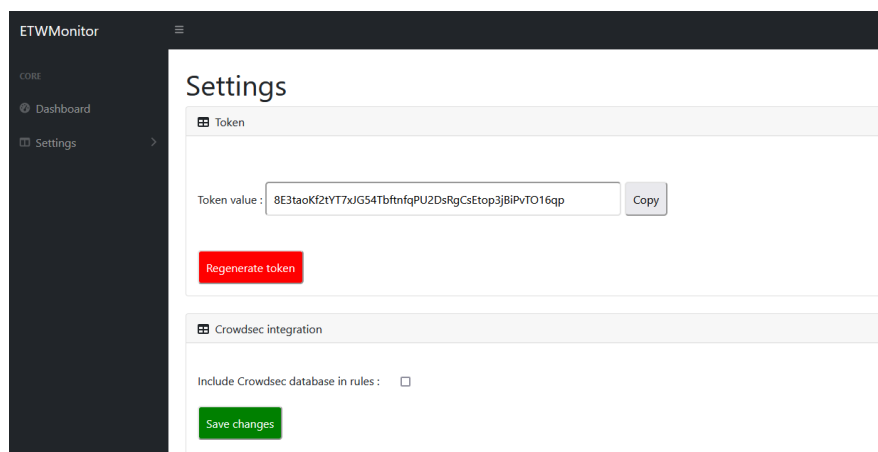 ETWMonitor
CORE
Dashboard
Settings
Settings
Token
Token value : 8E3taoKf2tYT7xJG54TbftnfqPU2DsRgCsEtop3jBiPvTO16qp Copy
Regenerate token
Crowdsec integration
Include Crowdsec database in rules :
Save changes